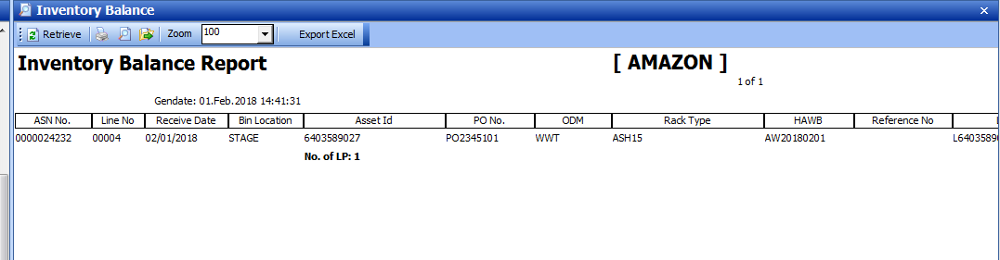 Inventory Balance
Retrieve Zoom 100 Export Excel
Inventory Balance Report [ AMAZON ]
1 of 1
Gendate: 01.Feb.2018 14:41:31
ASN No. Line No Receive Date Bin Location Asset Id PO No. ODM Rack Type HAWB Reference No
0000024232 00004 02/01/2018 STAGE 6403589027 PO2345101 WWT ASH15 AW20180201 L6403589
No. of LP: 1